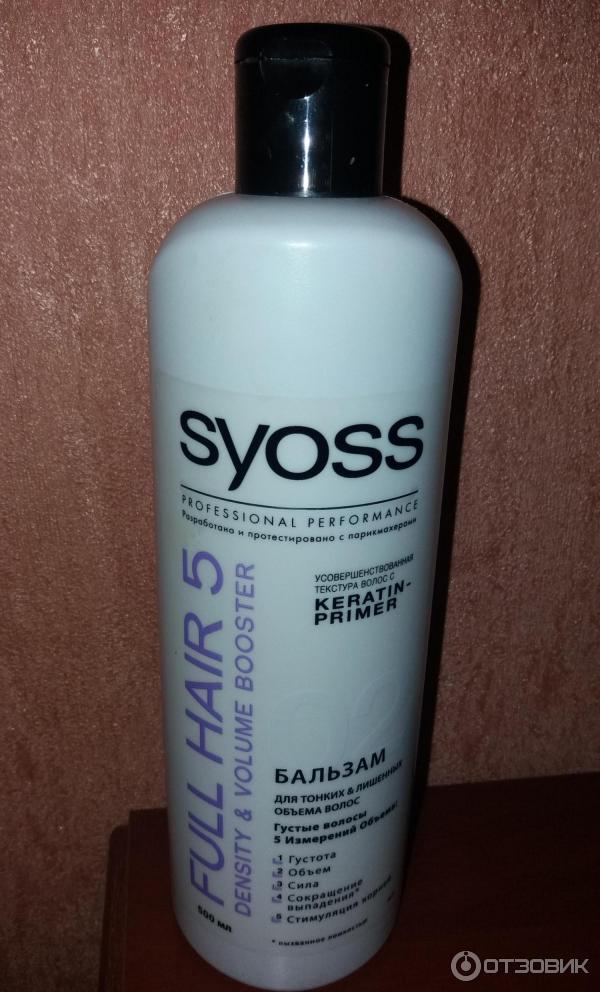 syoss
PROFESSIONAL PERFORMANCE
Разработано и протестировано с парикмахерами
FULL HAIR 5
DENSITY & VOLUME BOOSTER
УСОВЕРШЕНСТВОВАННАЯ
ТЕКСТУРА ВОЛОС С
KERATIN-
PRIMER
02
БАЛЬЗАМ
ДЛЯ ТОНКИХ & ЛИШЕННЫХ
ОБЪЕМА ВОЛОС
Густые волосы
5 Измерений Объема:
1 Густота
2 Объем
3 Сила
4 Сокращение
выпадения*
5 Стимуляция корней
* вызванное ломкостью
500 мл
ОТЗОВИК